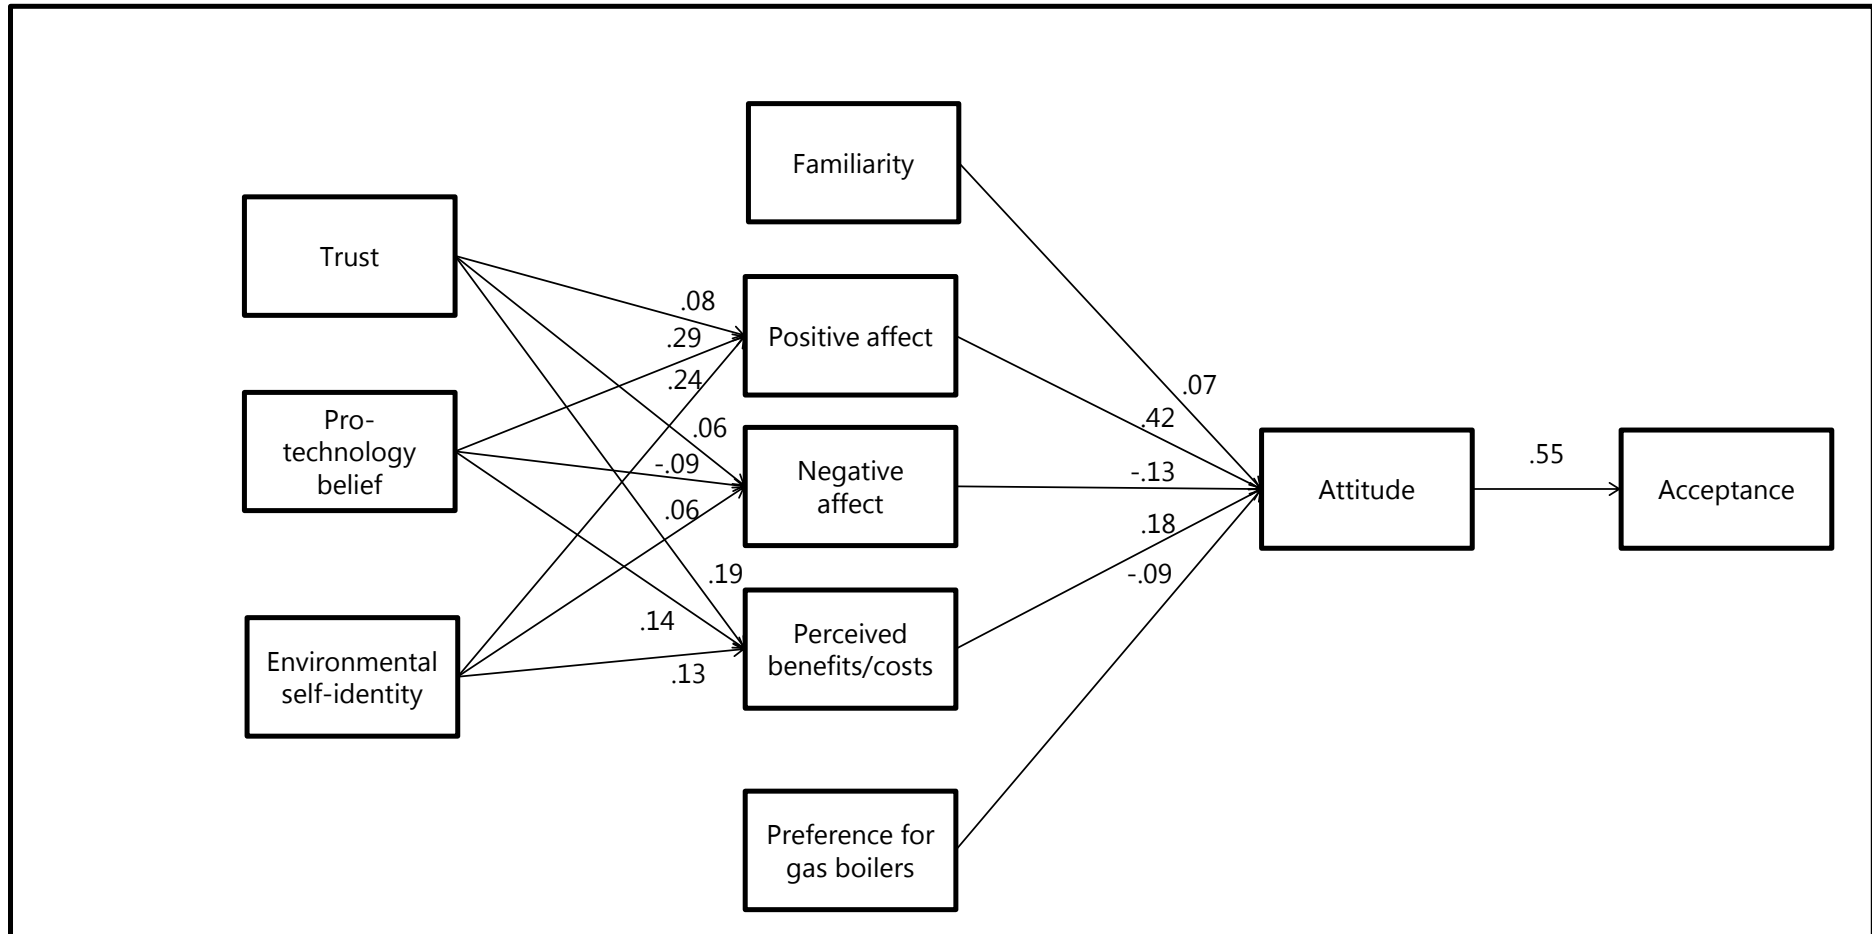 Familiarity
Trust
.08
Positive affect
.29
.24
.07
.42
Pro-
technology
belief
.06
-.09
.06
Negative
affect
-.13
.18
-.09
Attitude
.55
Acceptance
.19
.14
.13
Environmental
self-identity
Perceived
benefits/costs
Preference for
gas boilers